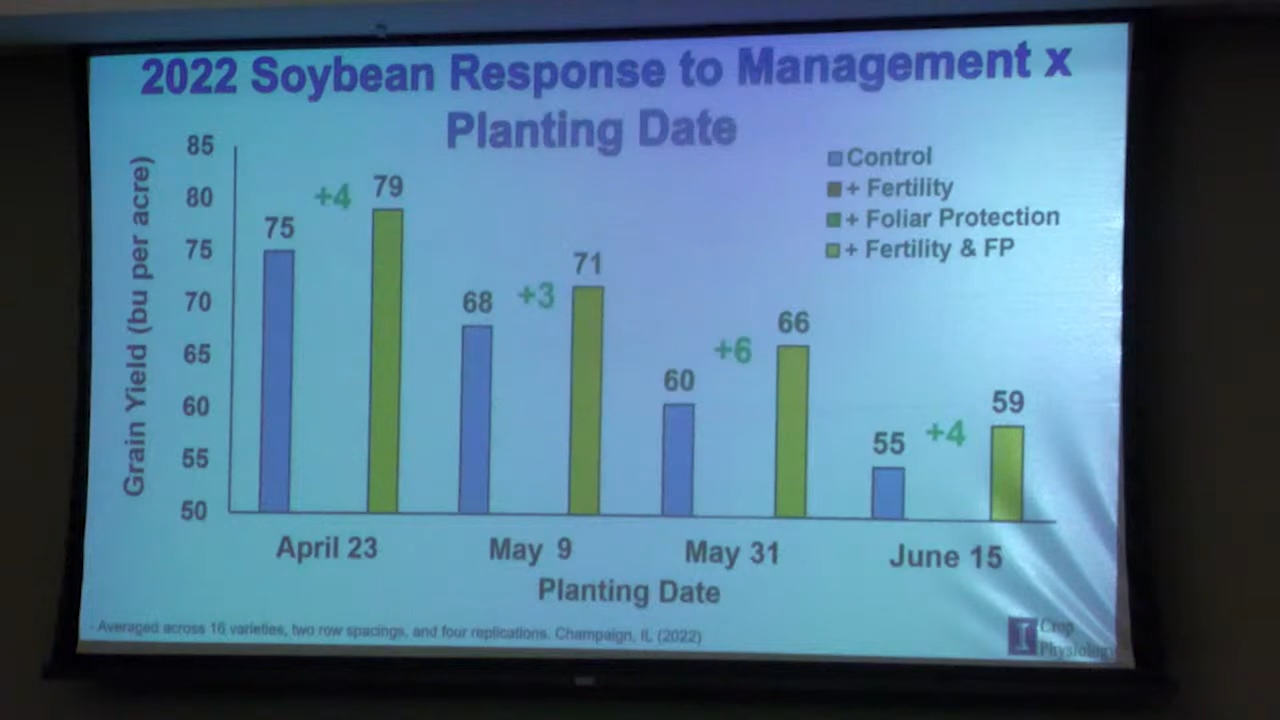 2022 Soybean Response to Management x
Planting Date
Grain Yield (bu per acre)
85
80
75
70
65
60
55
50
75
+4
79
68
+3
71
60
+6
66
55
+4
59
Control
+ Fertility
+ Foliar Protection
+ Fertility & FP
April 23
May 9
May 31
June 15
Planting Date
Averaged across 16 varieties, two row spacings, and four replications. Champaign, IL (2022)
I
Crop
Physiology